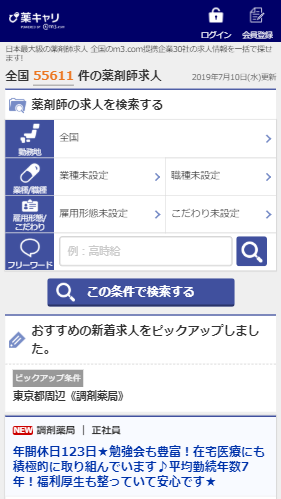 薬キャリ
POWERED BY m3.com
ログイン
会員登録
日本最大級の薬剤師求人 全国のm3.com提携企業30社の求人情報を一括で探せ
ます!
全国 55611 件の薬剤師求人
2019年7月10日(水)更新
薬剤師の求人を検索する
勤務地
全国
業種/職種
業種未設定
職種未設定
雇用形態/
こだわり
雇用形態未設定
こだわり未設定
フリーワード
例：高時給
この条件で検索する
おすすめの新着求人をピックアップしまし
た。
ピックアップ条件
東京都周辺《調剤薬局》
NEW 調剤薬局 ｜ 正社員
年間休日123日★勉強会も豊富！在宅医療にも
積極的に取り組んでいます♪平均勤続年数7
年！福利厚生も整っていて安心です★